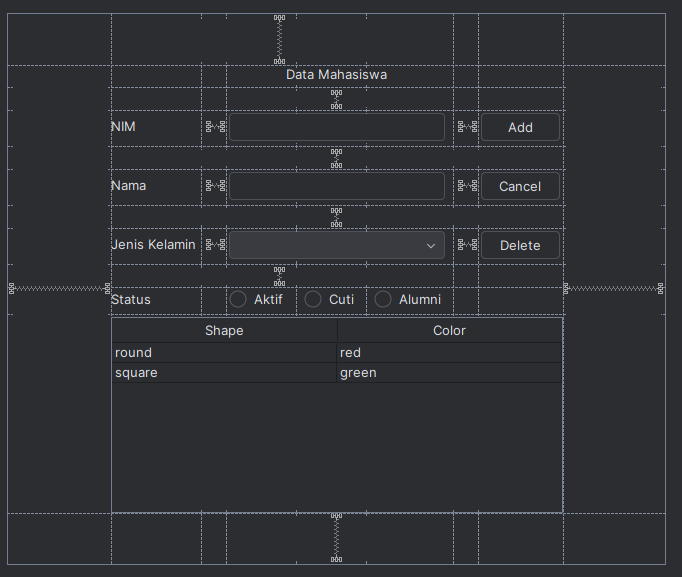 Data Mahasiswa
NIM Add
Nama Cancel
Jenis Kelamin Delete
Status Aktif Cuti Alumni
Shape Color
round red
square green